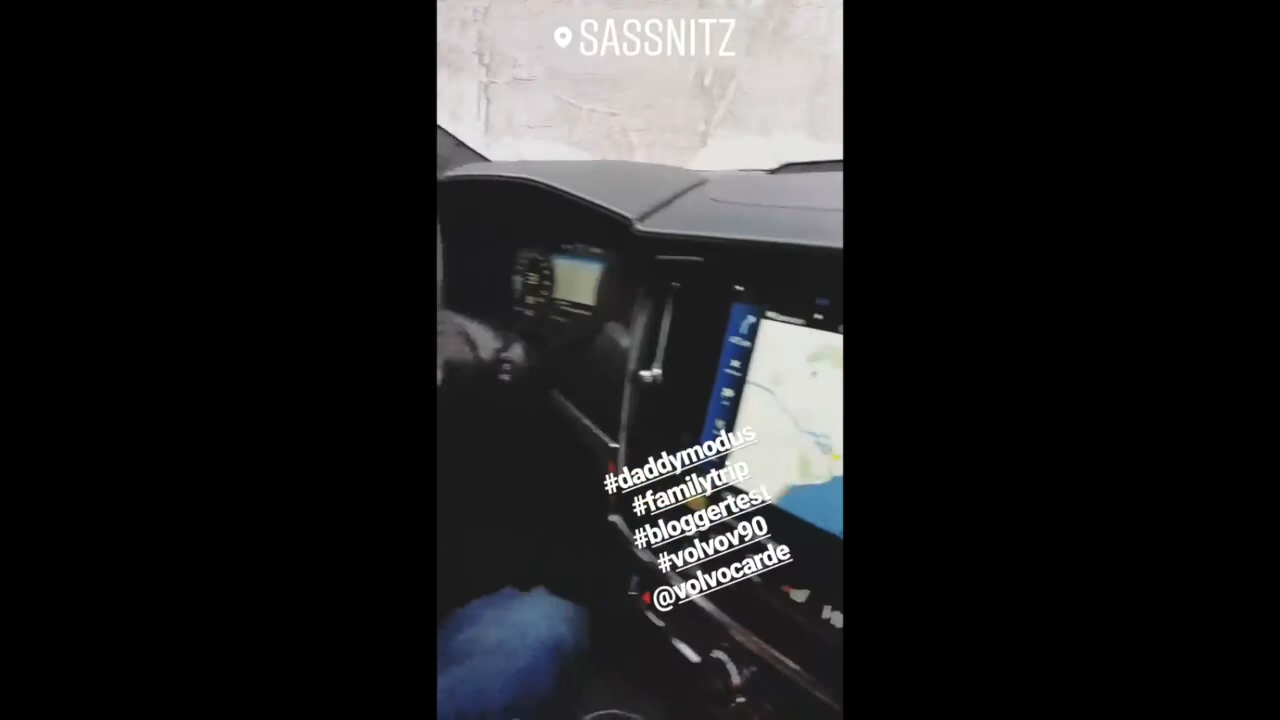 SASSNITZ
#daddymodus
#familytrip
#bloggertest
#volvov90
@volvocarde